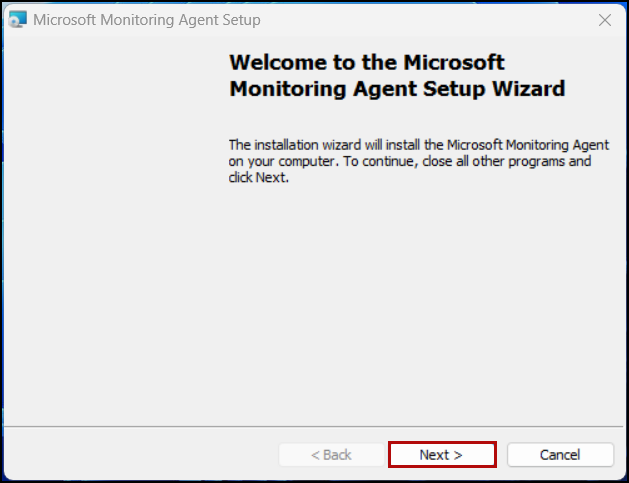 Microsoft Monitoring Agent Setup
Welcome to the Microsoft
Monitoring Agent Setup Wizard
The installation wizard will install the Microsoft Monitoring Agent
on your computer. To continue, close all other programs and
click Next.
< Back
Next >
Cancel